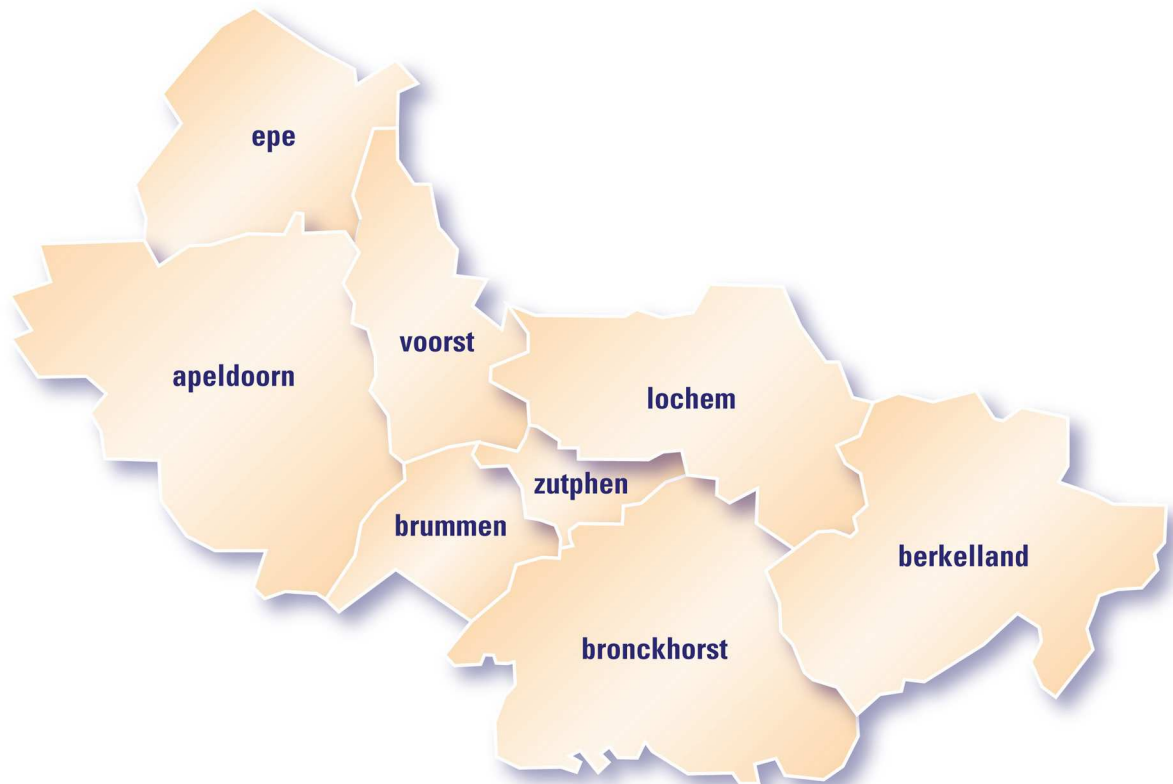 epe
voorst
apeldoorn
lochem
zutphen
brummen
berkelland
bronckhorst